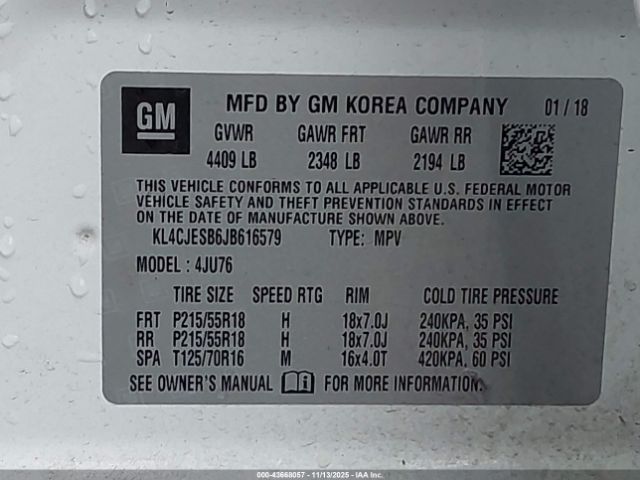 GM MFD BY GM KOREA COMPANY 01 / 18
GVWR GAWR FRT GAWR RR
4409 LB 2348 LB 2194 LB
THIS VEHICLE CONFORMS TO ALL APPLICABLE U.S. FEDERAL MOTOR
VEHICLE SAFETY AND THEFT PREVENTION STANDARDS IN EFFECT
ON THE DATE OF MANUFACTURE SHOWN ABOVE.
KL4CJESB6JB616579 TYPE: MPV
MODEL : 4JU76
TIRE SIZE SPEED RTG RIM COLD TIRE PRESSURE
FRT P215/55R18 H 18x7.0J 240KPA, 35 PSI
RR P215/55R18 H 18x7.0J 240KPA, 35 PSI
SPA T125/70R16 M 16x4.0T 420KPA, 60 PSI
SEE OWNER'S MANUAL FOR MORE INFORMATION.
000-43668057 - 11/13/2025 - IAAI.COM